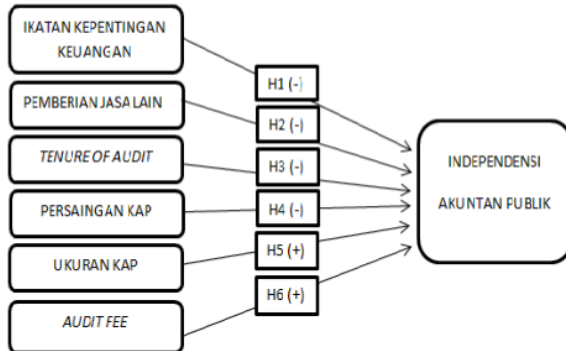 IKATAN KEPENTINGAN
KEUANGAN
PEMBERIAN JASA LAIN
TENURE OF AUDIT
PERSAINGAN KAP
UKURAN KAP
AUDIT FEE
H1 (-)
H2 (-)
H3 (-)
H4 (-)
H5 (+)
H6 (+)
INDEPENDENSI
AKUNTAN PUBLIK